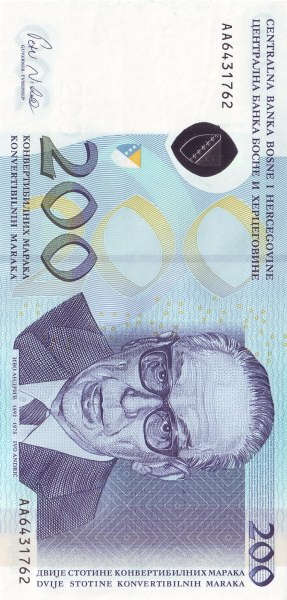 CENTRALNA BANKA BOSNE I HERCEGOVINE
ЦЕНТРАЛНА БАНКА БОСНЕ И ХЕРЦЕГОВИНЕ
AA6431762
200
КОНВЕРТИБИЛНИХ МАРАКА
KONVERTIBILNIH MARAKA
GUVERNER ГУВЕРНЕР
ИВО АНДРИЋ 1892 - 1975 IVO ANDRIĆ
AA6431762
200
ДВИЈЕ СТОТИНЕ КОНВЕРТИБИЛНИХ МАРАКА
DVIJE STOTINE KONVERTIBILNIH MARAKA